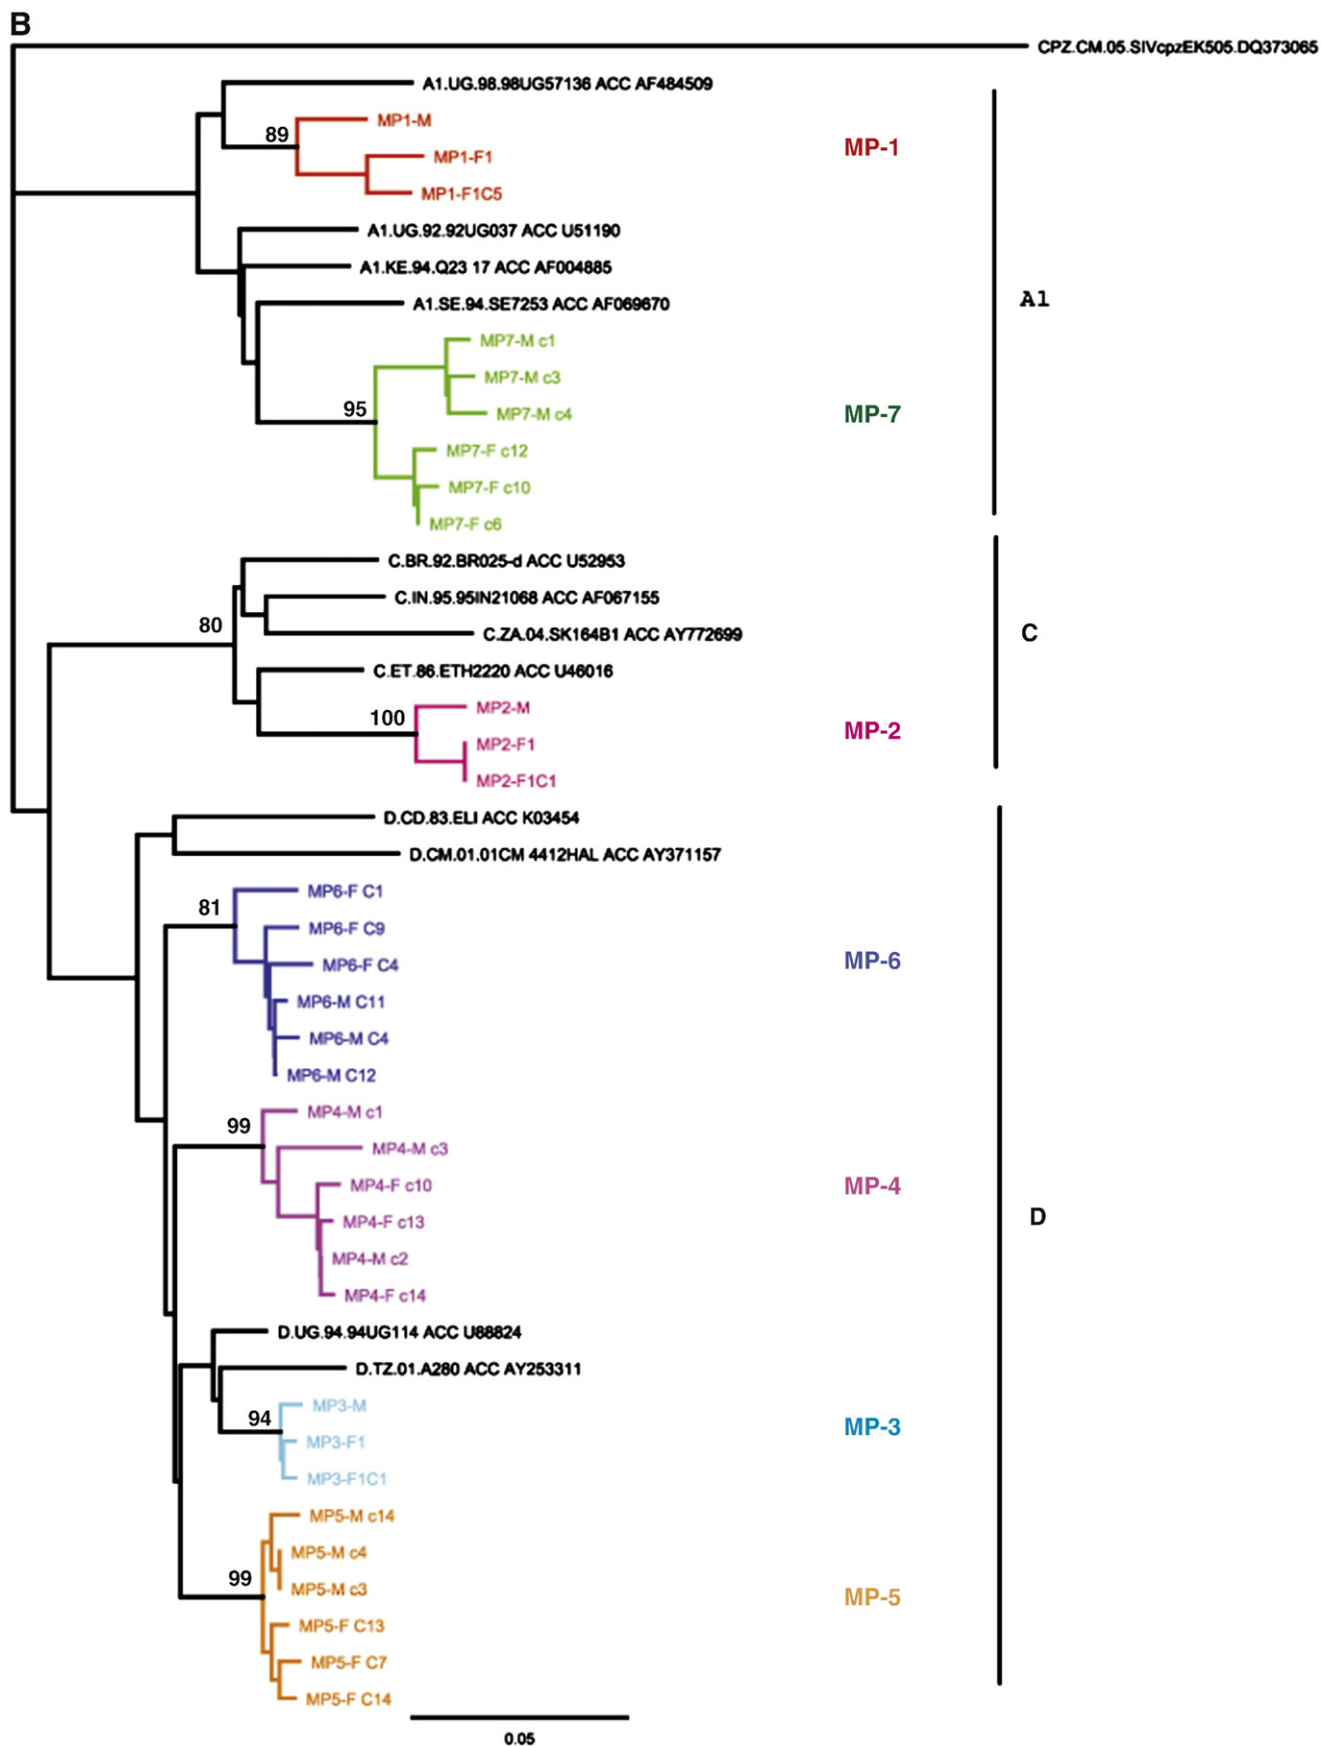 B
CPZ.CM.05.SIVcpzEK505.DQ373065
A1.UG.98.98UG57136 ACC AF484509
MP1-M
89
MP-1
MP1-F1
MP1-F1C5
A1.UG.92.92UG037 ACC U51190
A1.KE.94.Q23 17 ACC AF004885
A1.SE.94.SE7253 ACC AF069670
A1
MP7-M c1
MP7-M c3
95
MP7-M c4
MP-7
MP7-F c12
MP7-F c10
MP7-F c6
C.BR.92.BR025-d ACC U52953
C.IN.95.95IN21068 ACC AF067155
80
C.ZA.04.SK164B1 ACC AY772699
C
C.ET.86.ETH2220 ACC U46016
MP2-M
100
MP-2
MP2-F1
MP2-F1C1
D.CD.83.ELI ACC K03454
D.CM.01.01CM 4412HAL ACC AY371157
MP6-F C1
81
MP6-F C9
MP6-F C4
MP-6
MP6-M C11
MP6-M C4
MP6-M C12
MP4-M c1
99
MP4-M c3
MP4-F c10
MP-4
MP4-F c13
D
MP4-M c2
MP4-F c14
D.UG.94.94UG114 ACC U88824
D.TZ.01.A280 ACC AY253311
MP3-M
94
MP-3
MP3-F1
MP3-F1C1
MP5-M c14
MP5-M c4
99
MP5-M c3
MP-5
MP5-F C13
MP5-F C7
MP5-F C14
0.05